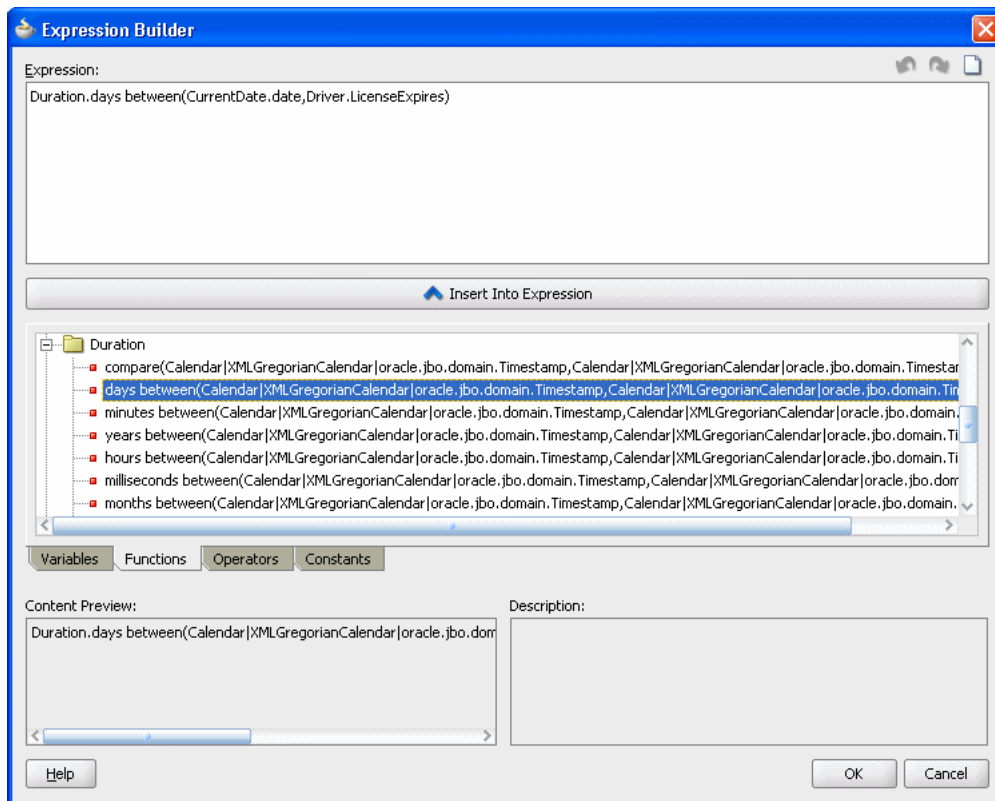 Expression Builder
Expression:
Duration.days between(CurrentDate.date,Driver.LicenseExpires)
Insert Into Expression
Duration
compare(Calendar|XMLGregorianCalendar|oracle.jbo.domain.Timestamp,Calendar|XMLGregorianCalendar|oracle.jbo.domain.Timestar
days between(Calendar|XMLGregorianCalendar|oracle.jbo.domain.Timestamp,Calendar|XMLGregorianCalendar|oracle.jbo.domain.Tim
minutes between(Calendar|XMLGregorianCalendar|oracle.jbo.domain.Timestamp,Calendar|XMLGregorianCalendar|oracle.jbo.domain.
years between(Calendar|XMLGregorianCalendar|oracle.jbo.domain.Timestamp,Calendar|XMLGregorianCalendar|oracle.jbo.domain.Ti
hours between(Calendar|XMLGregorianCalendar|oracle.jbo.domain.Timestamp,Calendar|XMLGregorianCalendar|oracle.jbo.domain.Ti
milliseconds between(Calendar|XMLGregorianCalendar|oracle.jbo.domain.Timestamp,Calendar|XMLGregorianCalendar|oracle.jbo.dom
months between(Calendar|XMLGregorianCalendar|oracle.jbo.domain.Timestamp,Calendar|XMLGregorianCalendar|oracle.jbo.domain.
Variables Functions Operators Constants
Content Preview: Description:
Duration.days between(Calendar|XMLGregorianCalendar|oracle.jbo.dom
Help OK Cancel